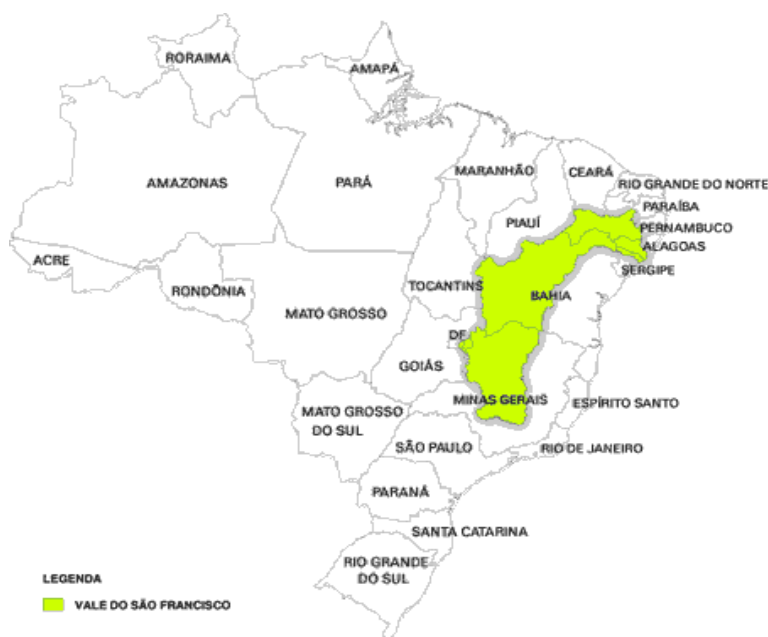 RORAIMA
AMAPÁ
AMAZONAS
PARÁ
MARANHÃO
CEARÁ
RIO GRANDE DO NORTE
PARAÍBA
PIAUÍ
PERNAMBUCO
ALAGOAS
ACRE
SERGIPE
RONDÔNIA
TOCANTINS
BAHIA
MATO GROSSO
DF
GOIÁS
MINAS GERAIS
ESPÍRITO SANTO
MATO GROSSO
DO SUL
SÃO PAULO
RIO DE JANEIRO
PARANÁ
SANTA CATARINA
RIO GRANDE
DO SUL
LEGENDA
VALE DO SÃO FRANCISCO